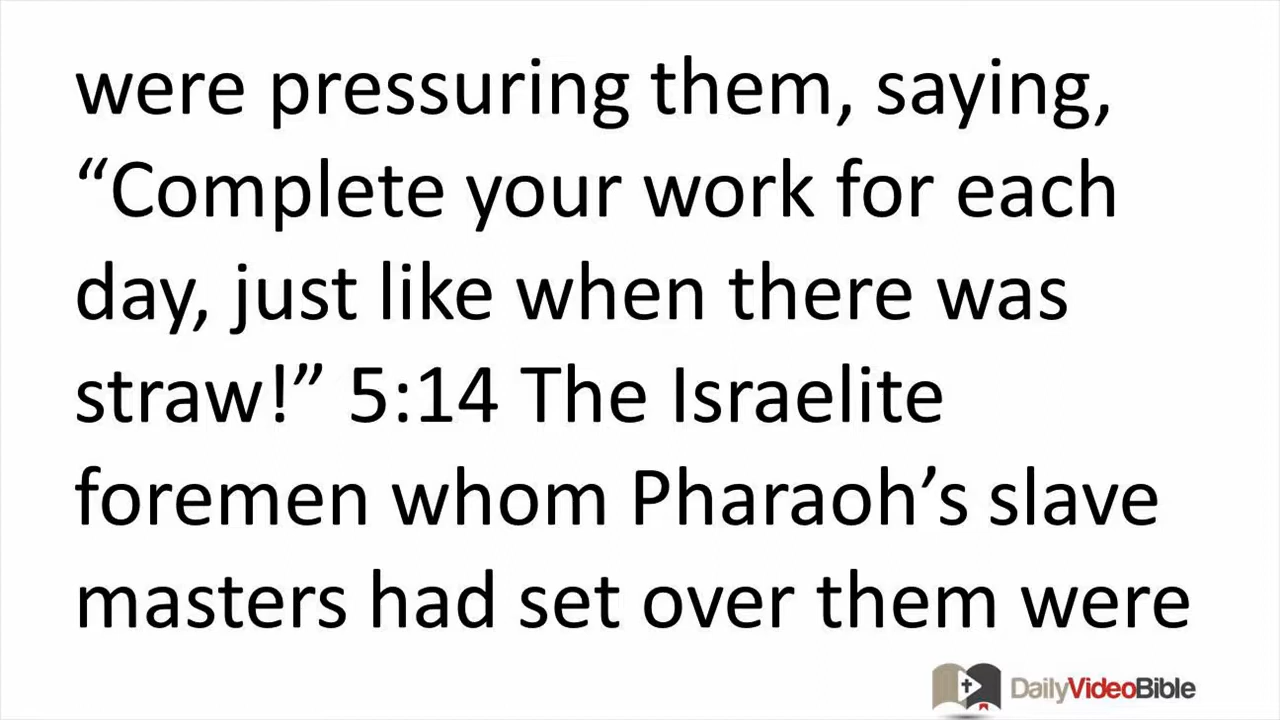 were pressuring them, saying,
“Complete your work for each
day, just like when there was
straw!” 5:14 The Israelite
foremen whom Pharaoh’s slave
masters had set over them were
DailyVideoBible